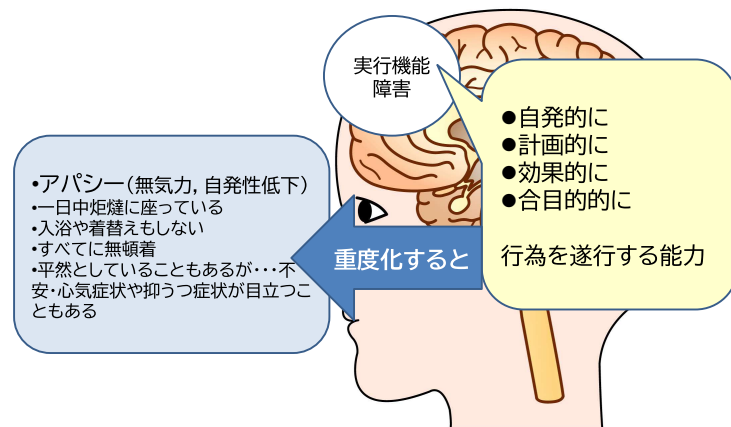 実行機能
障害
●自発的に
●計画的に
●効果的に
●合目的的に
行為を遂行する能力
重度化すると
•アパシー(無気力，自発性低下)
•一日中炬燵に座っている
•入浴や着替えもしない
•すべてに無頓着
•平然としていることもあるが･･･不
安･心気症状や抑うつ症状が目立つこ
ともある